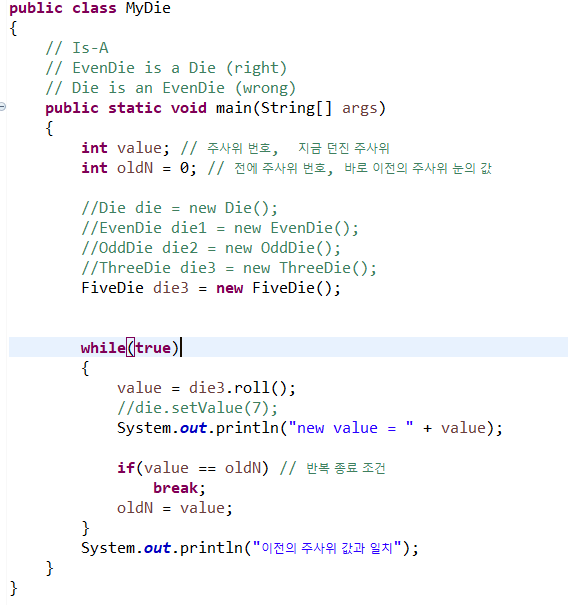 public class MyDie
{
    // Is-A
    // EvenDie is a Die (right)
    // Die is an EvenDie (wrong)
    public static void main(String[] args)
    {
        int value; // 주사위 번호,  지금 던진 주사위
        int oldN = 0; // 전에 주사위 번호, 바로 이전의 주사위 눈의 값
        //Die die = new Die();
        //EvenDie die1 = new EvenDie();
        //OddDie die2 = new OddDie();
        //ThreeDie die3 = new ThreeDie();
        FiveDie die3 = new FiveDie();
        while(true)
        {
            value = die3.roll();
            //die.setValue(7);
            System.out.println("new value = " + value);
            if(value == oldN) // 반복 종료 조건
                break;
            oldN = value;
        }
        System.out.println("이전의 주사위 값과 일치");
    }
}